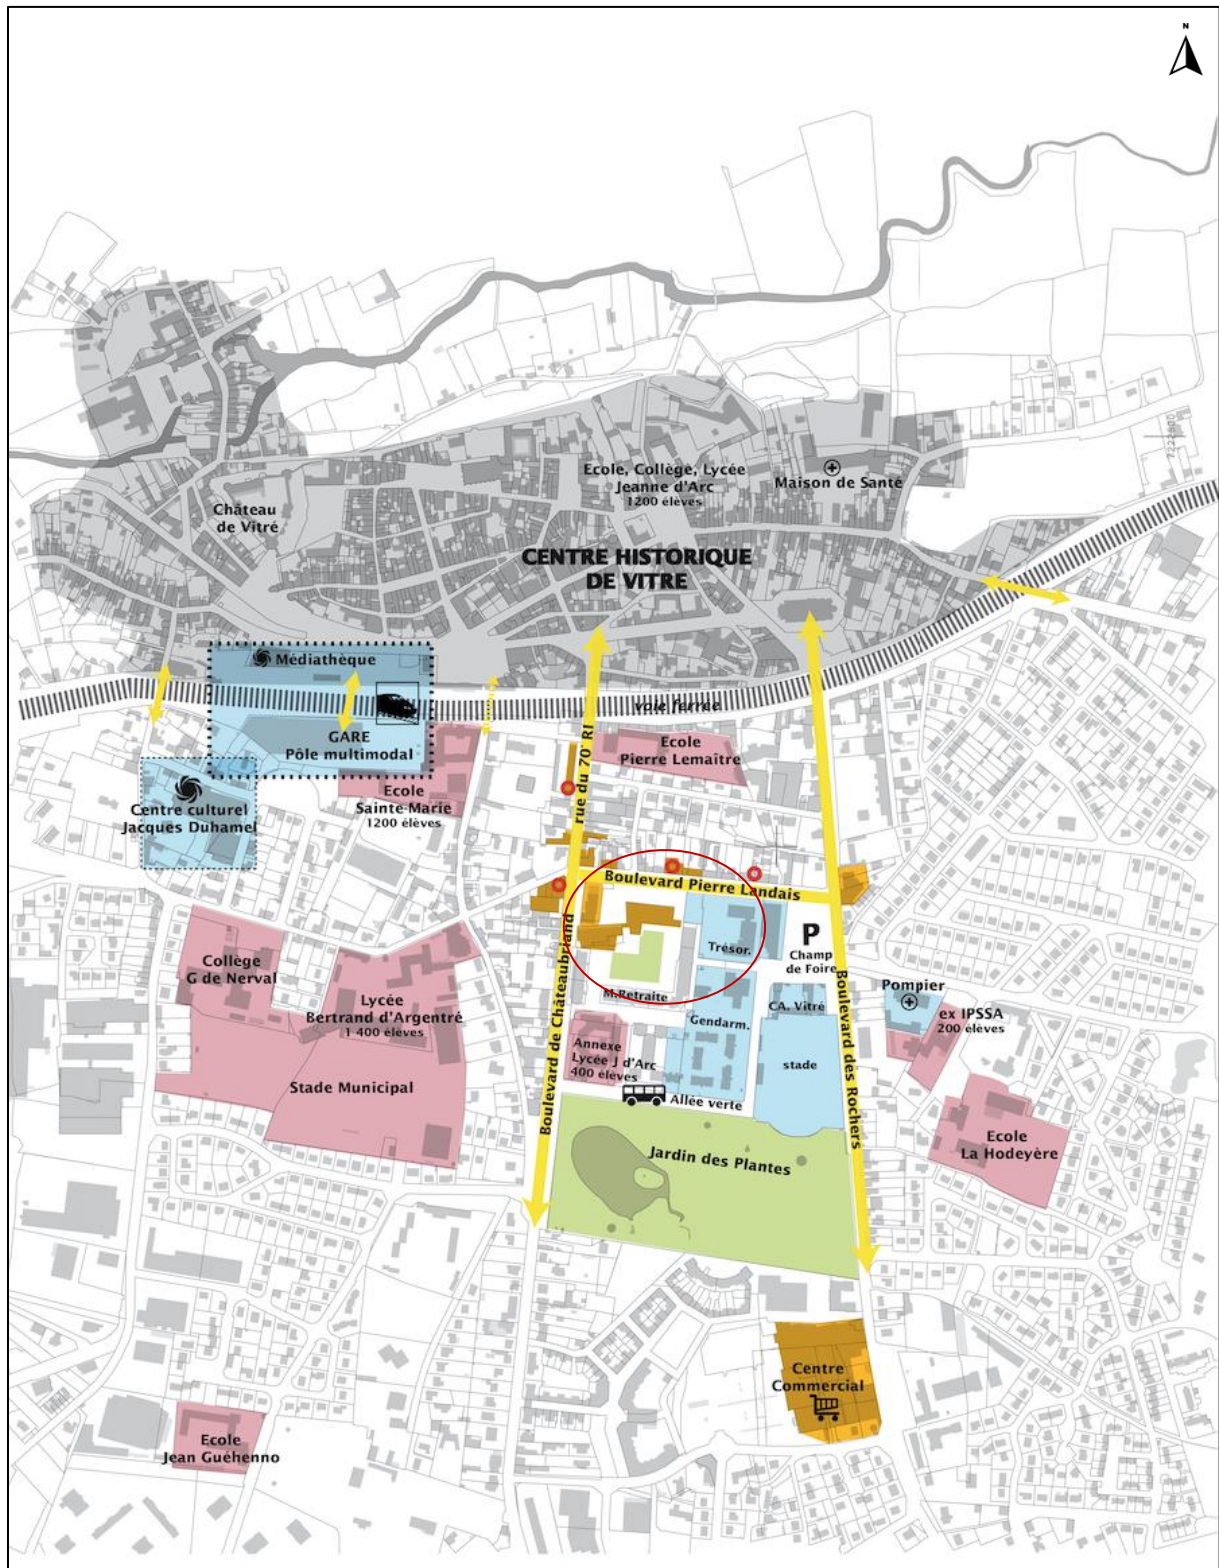 N
7222800
Ecole, Collège, Lycée
Jeanne d'Arc
1200 élèves
Maison de Santé
Château
de Vitré
CENTRE HISTORIQUE
DE VITRE
Médiathèque
voie ferrée
GARE
Pôle multimodal
rue du 70 RI
Ecole
Pierre Lemaître
Ecole
Sainte-Marie
1200 élèves
Centre culturel
Jacques Duhamel
Boulevard Pierre Landais
Boulevard de Châteaubriand
Trésor.
P
Champ
de Foire
Boulevard des Rochers
Collège
G de Nerval
M.Retraite
CA. Vitré
Pompier
Lycée
Bertrand d'Argentré
1 400 élèves
Gendarm.
ex IPSSA
200 élèves
Annexe
Lycée J d'Arc
400 élèves
stade
Stade Municipal
Allée verte
Ecole
La Hodeyère
Jardin des Plantes
Centre
Commercial
Ecole
Jean Guéhenno